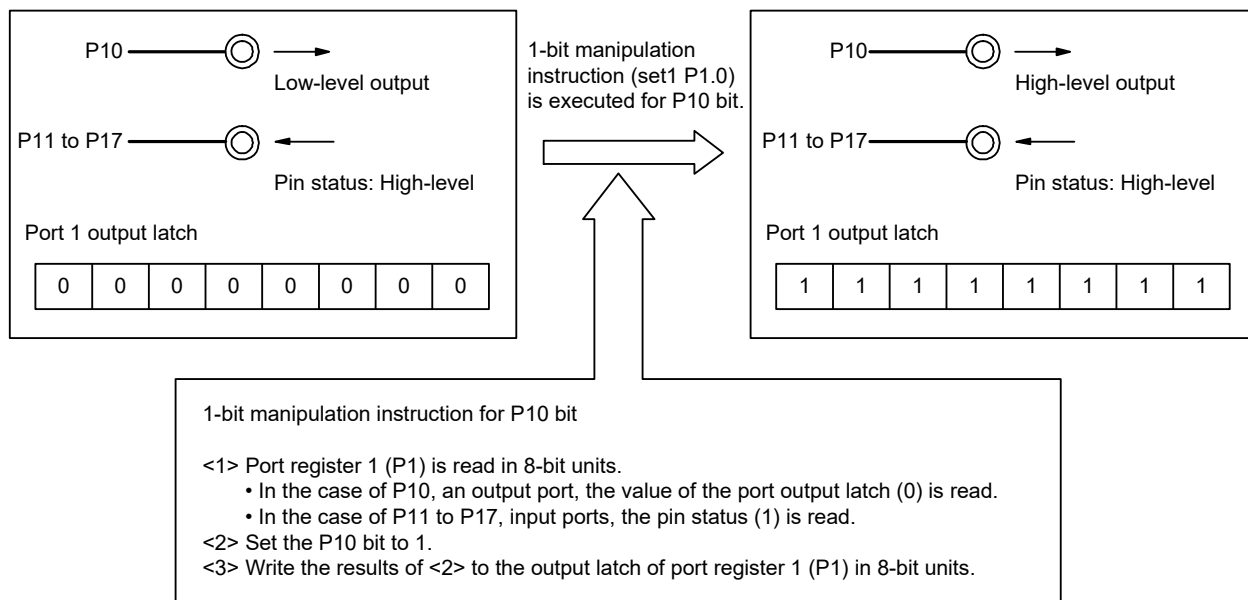 P10
Low-level output
P11 to P17
Pin status: High-level
Port 1 output latch
0 0 0 0 0 0 0 0
1-bit manipulation
instruction (set1 P1.0)
is executed for P10 bit.
P10
High-level output
P11 to P17
Pin status: High-level
Port 1 output latch
1 1 1 1 1 1 1 1
1-bit manipulation instruction for P10 bit
<1> Port register 1 (P1) is read in 8-bit units.
• In the case of P10, an output port, the value of the port output latch (0) is read.
• In the case of P11 to P17, input ports, the pin status (1) is read.
<2> Set the P10 bit to 1.
<3> Write the results of <2> to the output latch of port register 1 (P1) in 8-bit units.